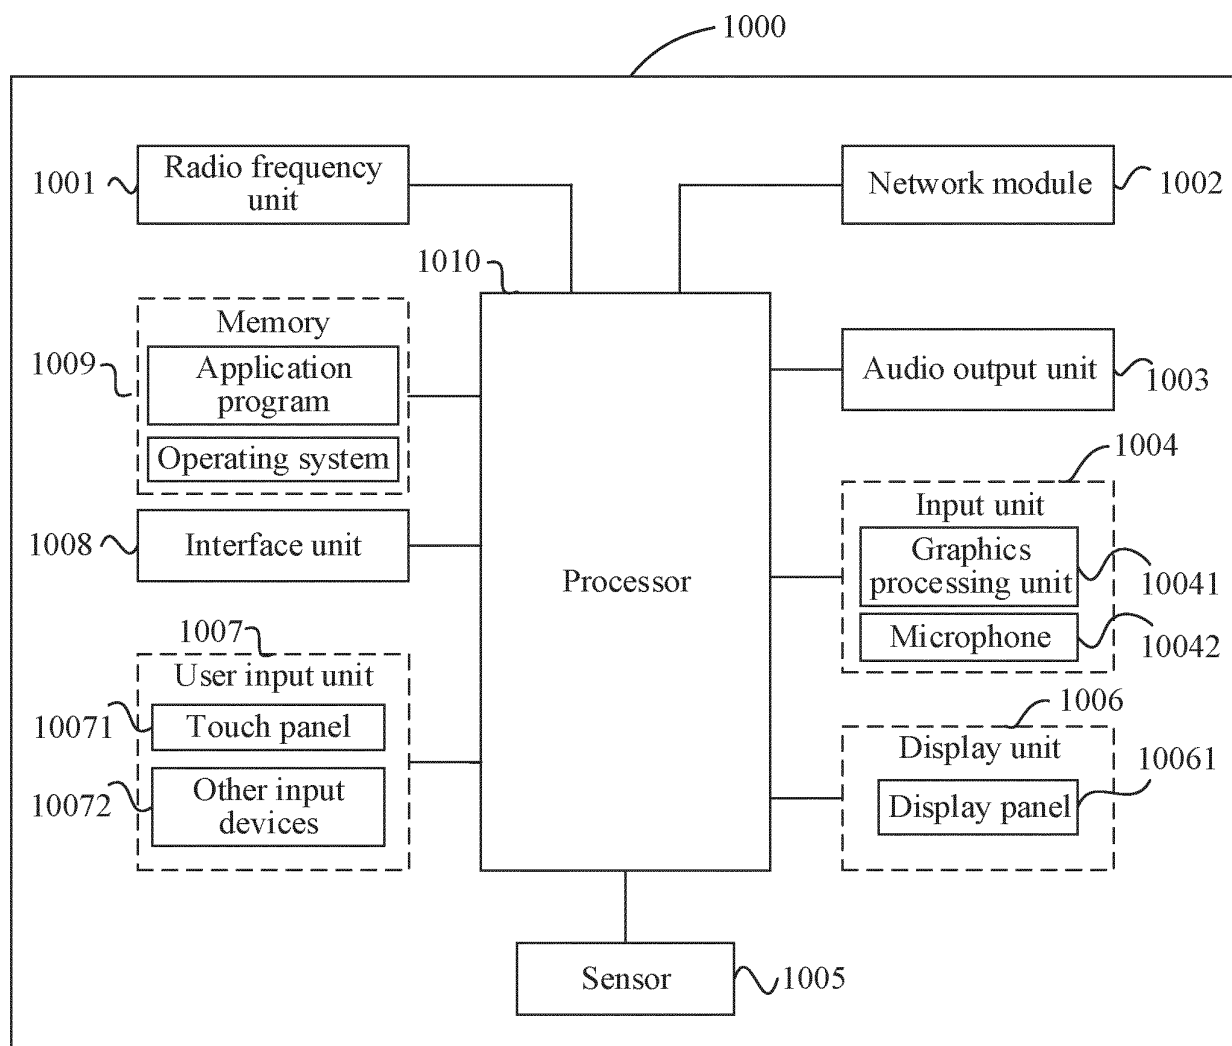 1000
1001
Radio frequency
unit
Network module
1002
1010
Memory
1009
Application
program
Operating system
Audio output unit
1003
1004
Input unit
Graphics
processing unit
10041
Microphone
10042
1008
Interface unit
Processor
1007
User input unit
10071
Touch panel
10072
Other input
devices
1006
Display unit
10061
Display panel
Sensor
1005